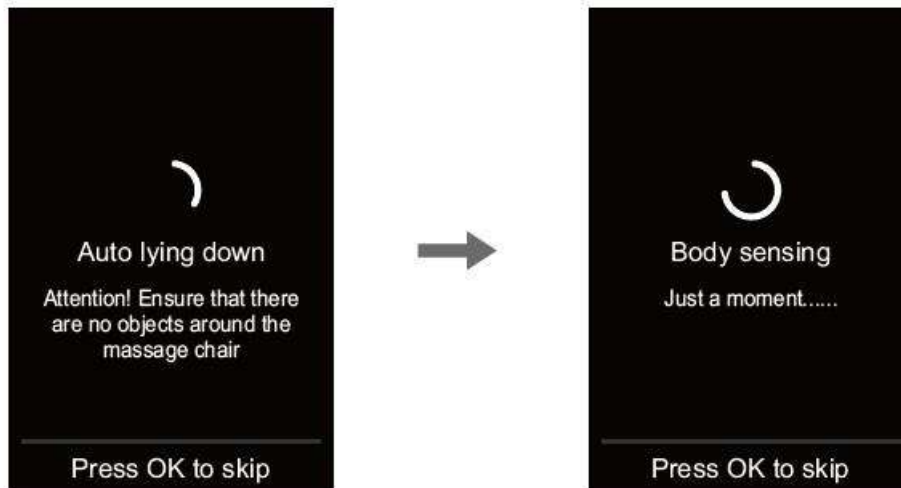 Auto lying down
Attention! Ensure that there
are no objects around the
massage chair
Press OK to skip
Body sensing
Just a moment......
Press OK to skip